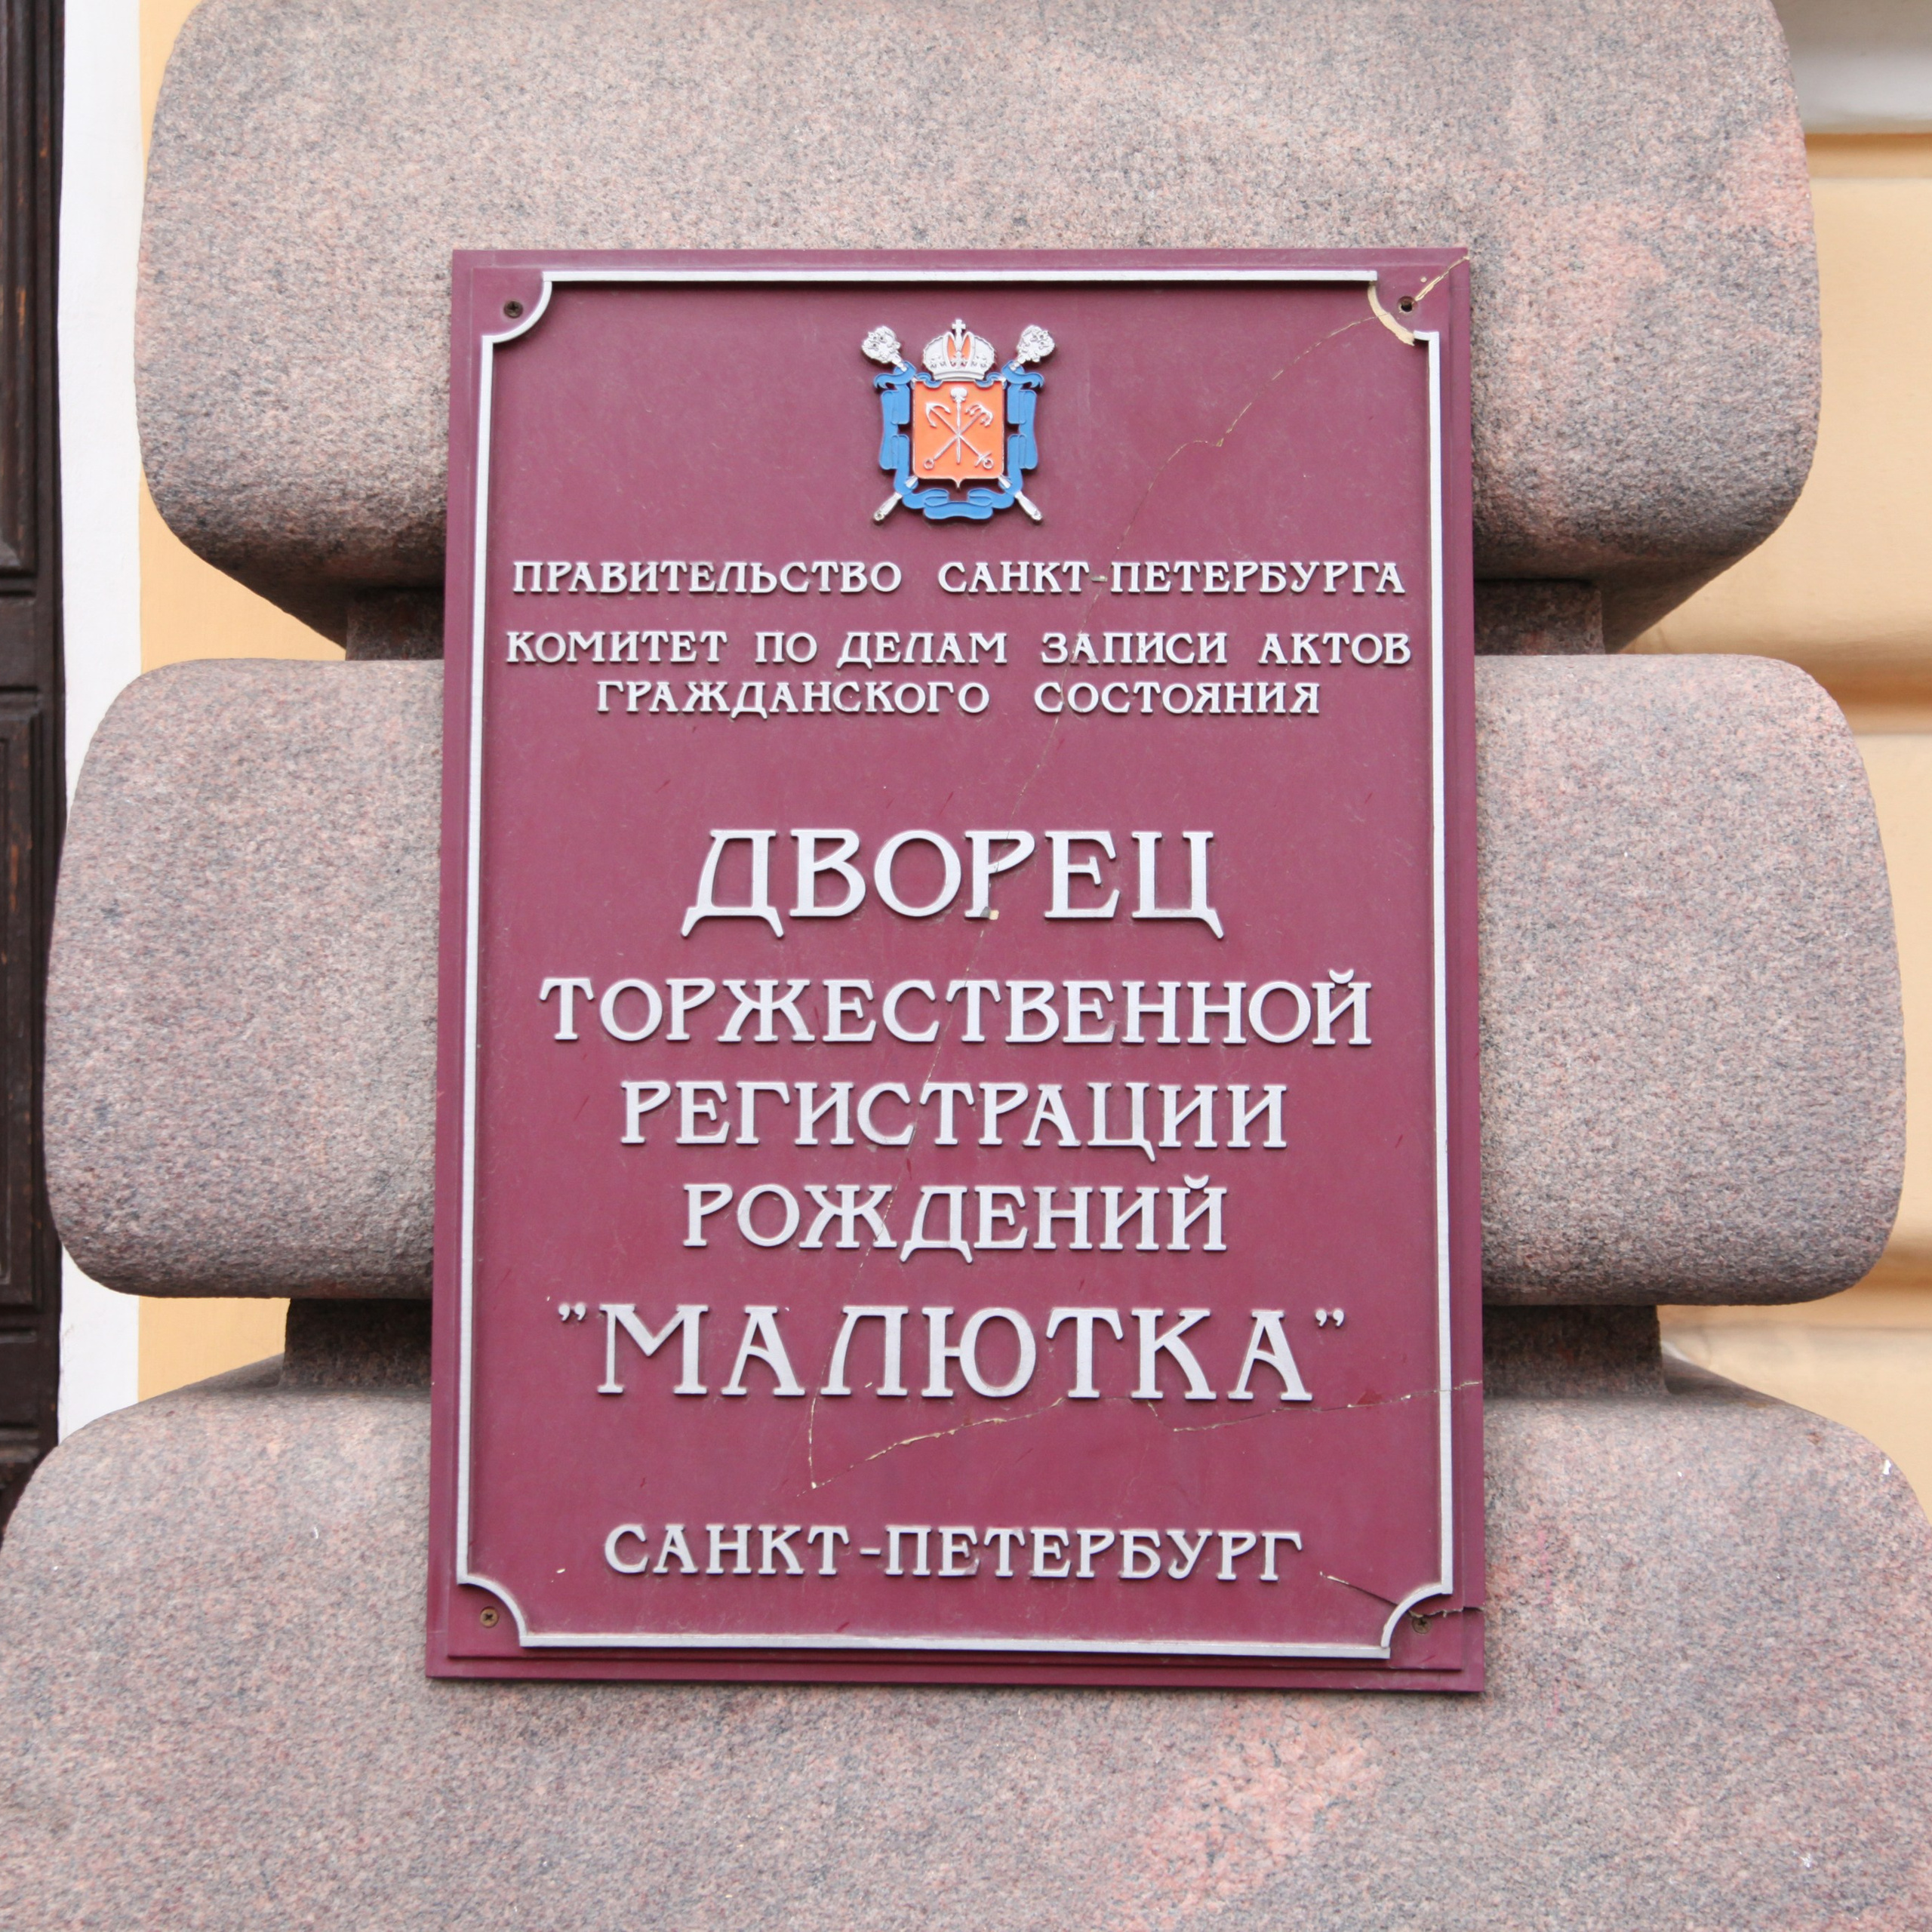 ПРАВИТЕЛЬСТВО САНКТ-ПЕТЕРБУРГА
КОМИТЕТ ПО ДЕЛАМ ЗАПИСИ АКТОВ
ГРАЖДАНСКОГО СОСТОЯНИЯ
ДВОРЕЦ
ТОРЖЕСТВЕННОЙ
РЕГИСТРАЦИИ
РОЖДЕНИЙ
"МАЛЮТКА"
САНКТ-ПЕТЕРБУРГ